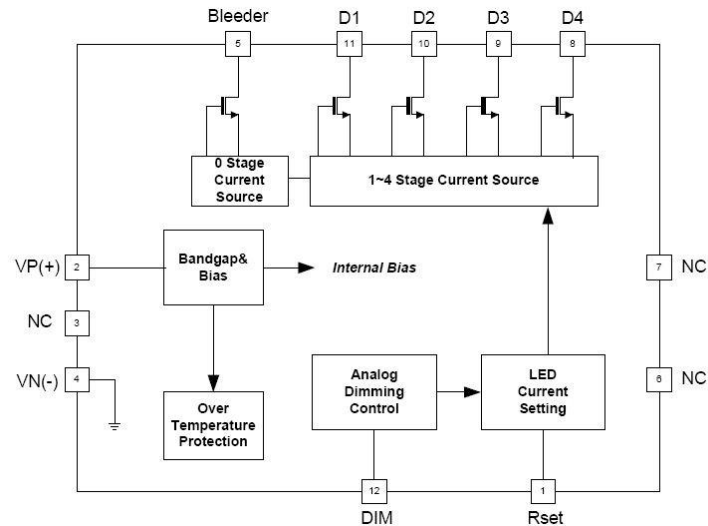 Bleeder D1 D2 D3 D4
5 11 10 9 8
0 Stage
Current
Source
1~4 Stage Current Source
VP(+) 2
Bandgap&
Bias
Internal Bias
7 NC
NC 3
VN(-) 4
6 NC
Over
Temperature
Protection
Analog
Dimming
Control
LED
Current
Setting
12 1
DIM Rset